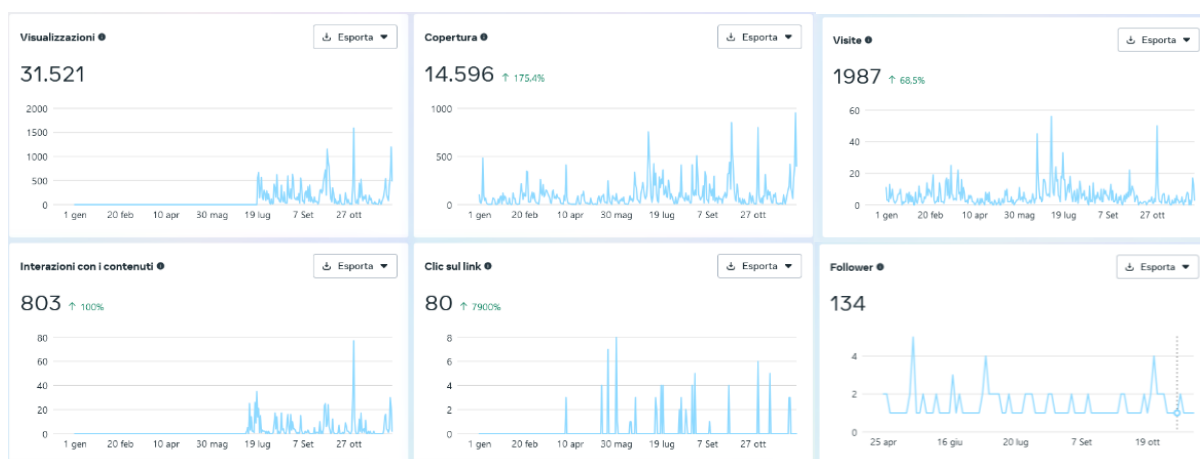 Visualizzazioni
Esporta
31.521
2000
1500
1000
500
0
1 gen 20 feb 10 apr 30 mag 19 lug 7 Set 27 ott
Copertura
Esporta
14.596 ↑ 175.4%
1000
500
0
1 gen 20 feb 10 apr 30 mag 19 lug 7 Set 27 ott
Visite
Esporta
1987 ↑ 68.5%
60
40
20
0
1 gen 20 feb 10 apr 30 mag 19 lug 7 Set 27 ott
Interazioni con i contenuti
Esporta
803 ↑ 100%
80
60
40
20
0
1 gen 20 feb 10 apr 30 mag 19 lug 7 Set 27 ott
Clic sul link
Esporta
80 ↑ 7900%
8
6
4
2
0
1 gen 20 feb 10 apr 30 mag 19 lug 7 Set 27 ott
Follower
Esporta
134
4
2
0
25 apr 16 giu 20 lug 7 Set 19 ott